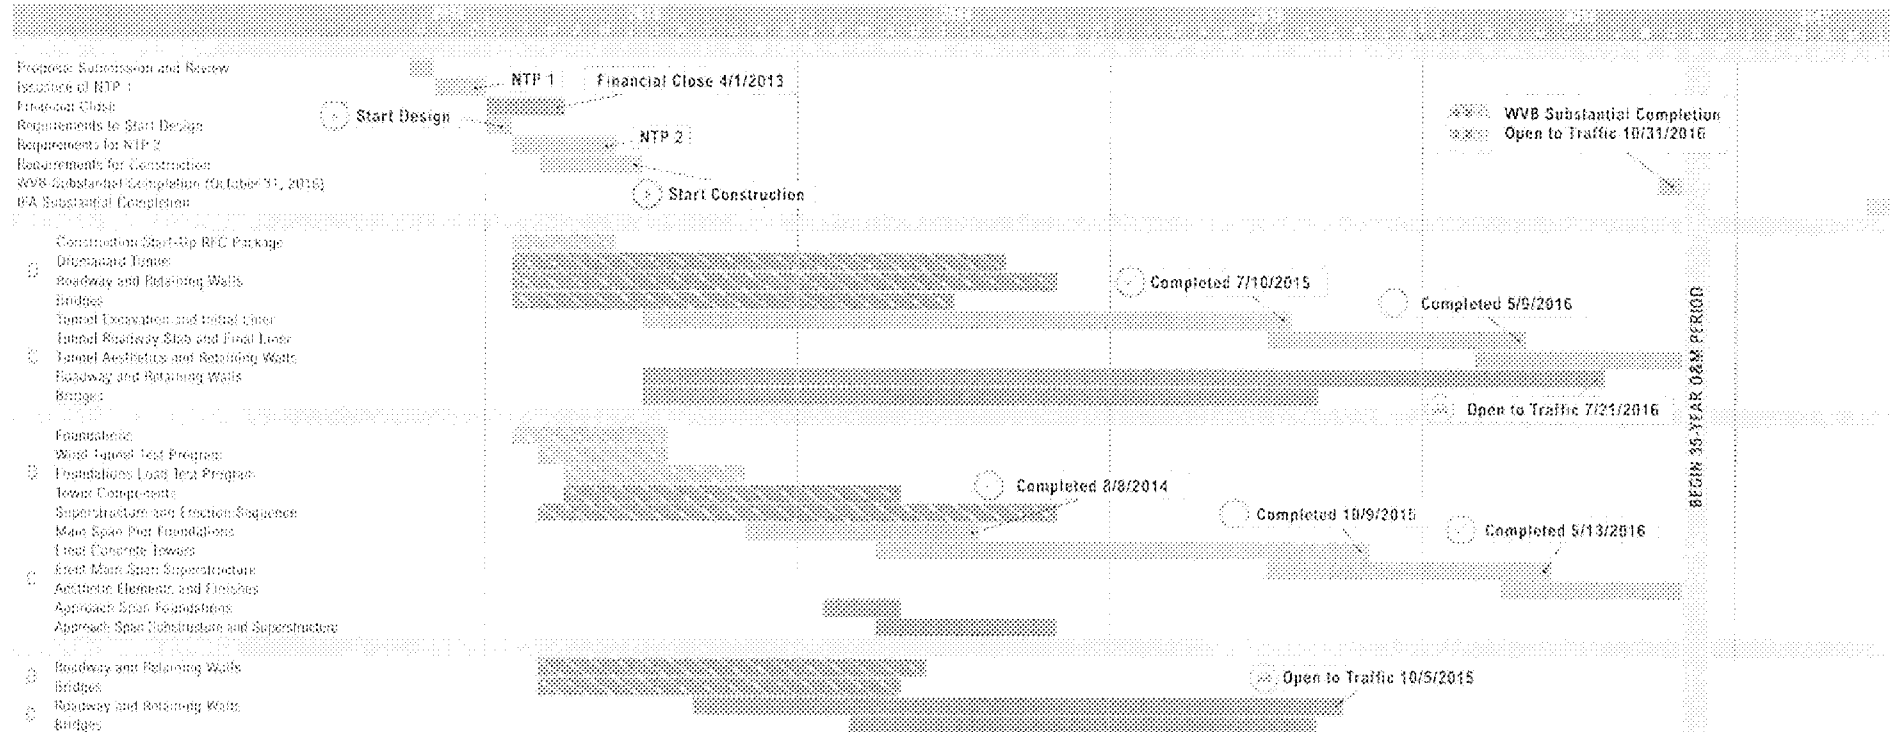 Proposal Submission and Review
Issuance of NTP 1
Financial Close
Requirements to Start Design
Requirements for NTP 2
Requirements for Construction
WVB Substantial Completion (October 31, 2016)
IFA Substantial Completion
NTP 1
Financial Close 4/1/2013
Start Design
NTP 2
Start Construction
WVB Substantial Completion
Open to Traffic 10/31/2016
Construction Start-Up RFC Package
D
Drumanard Tunnel
Roadway and Retaining Walls
Bridges
Tunnel Excavation and Initial Liner
Tunnel Roadway Slab and Final Liner
C
Tunnel Aesthetics and Retaining Walls
Roadway and Retaining Walls
Bridges
Completed 7/10/2015
Completed 5/9/2016
Open to Traffic 7/21/2016
BEGIN 35-YEAR O&M PERIOD
Foundations
Wind Tunnel Test Program
D
Foundations Load Test Program
Tower Components
Superstructure and Erection Sequence
Main Span Pier Foundations
Erect Concrete Towers
Erect Main Span Superstructure
C
Aesthetic Elements and Finishes
Approach Span Foundations
Approach Span Substructure and Superstructure
Completed 8/8/2014
Completed 10/9/2015
Completed 5/13/2016
D
Roadway and Retaining Walls
Bridges
C
Roadway and Retaining Walls
Bridges
Open to Traffic 10/5/2015